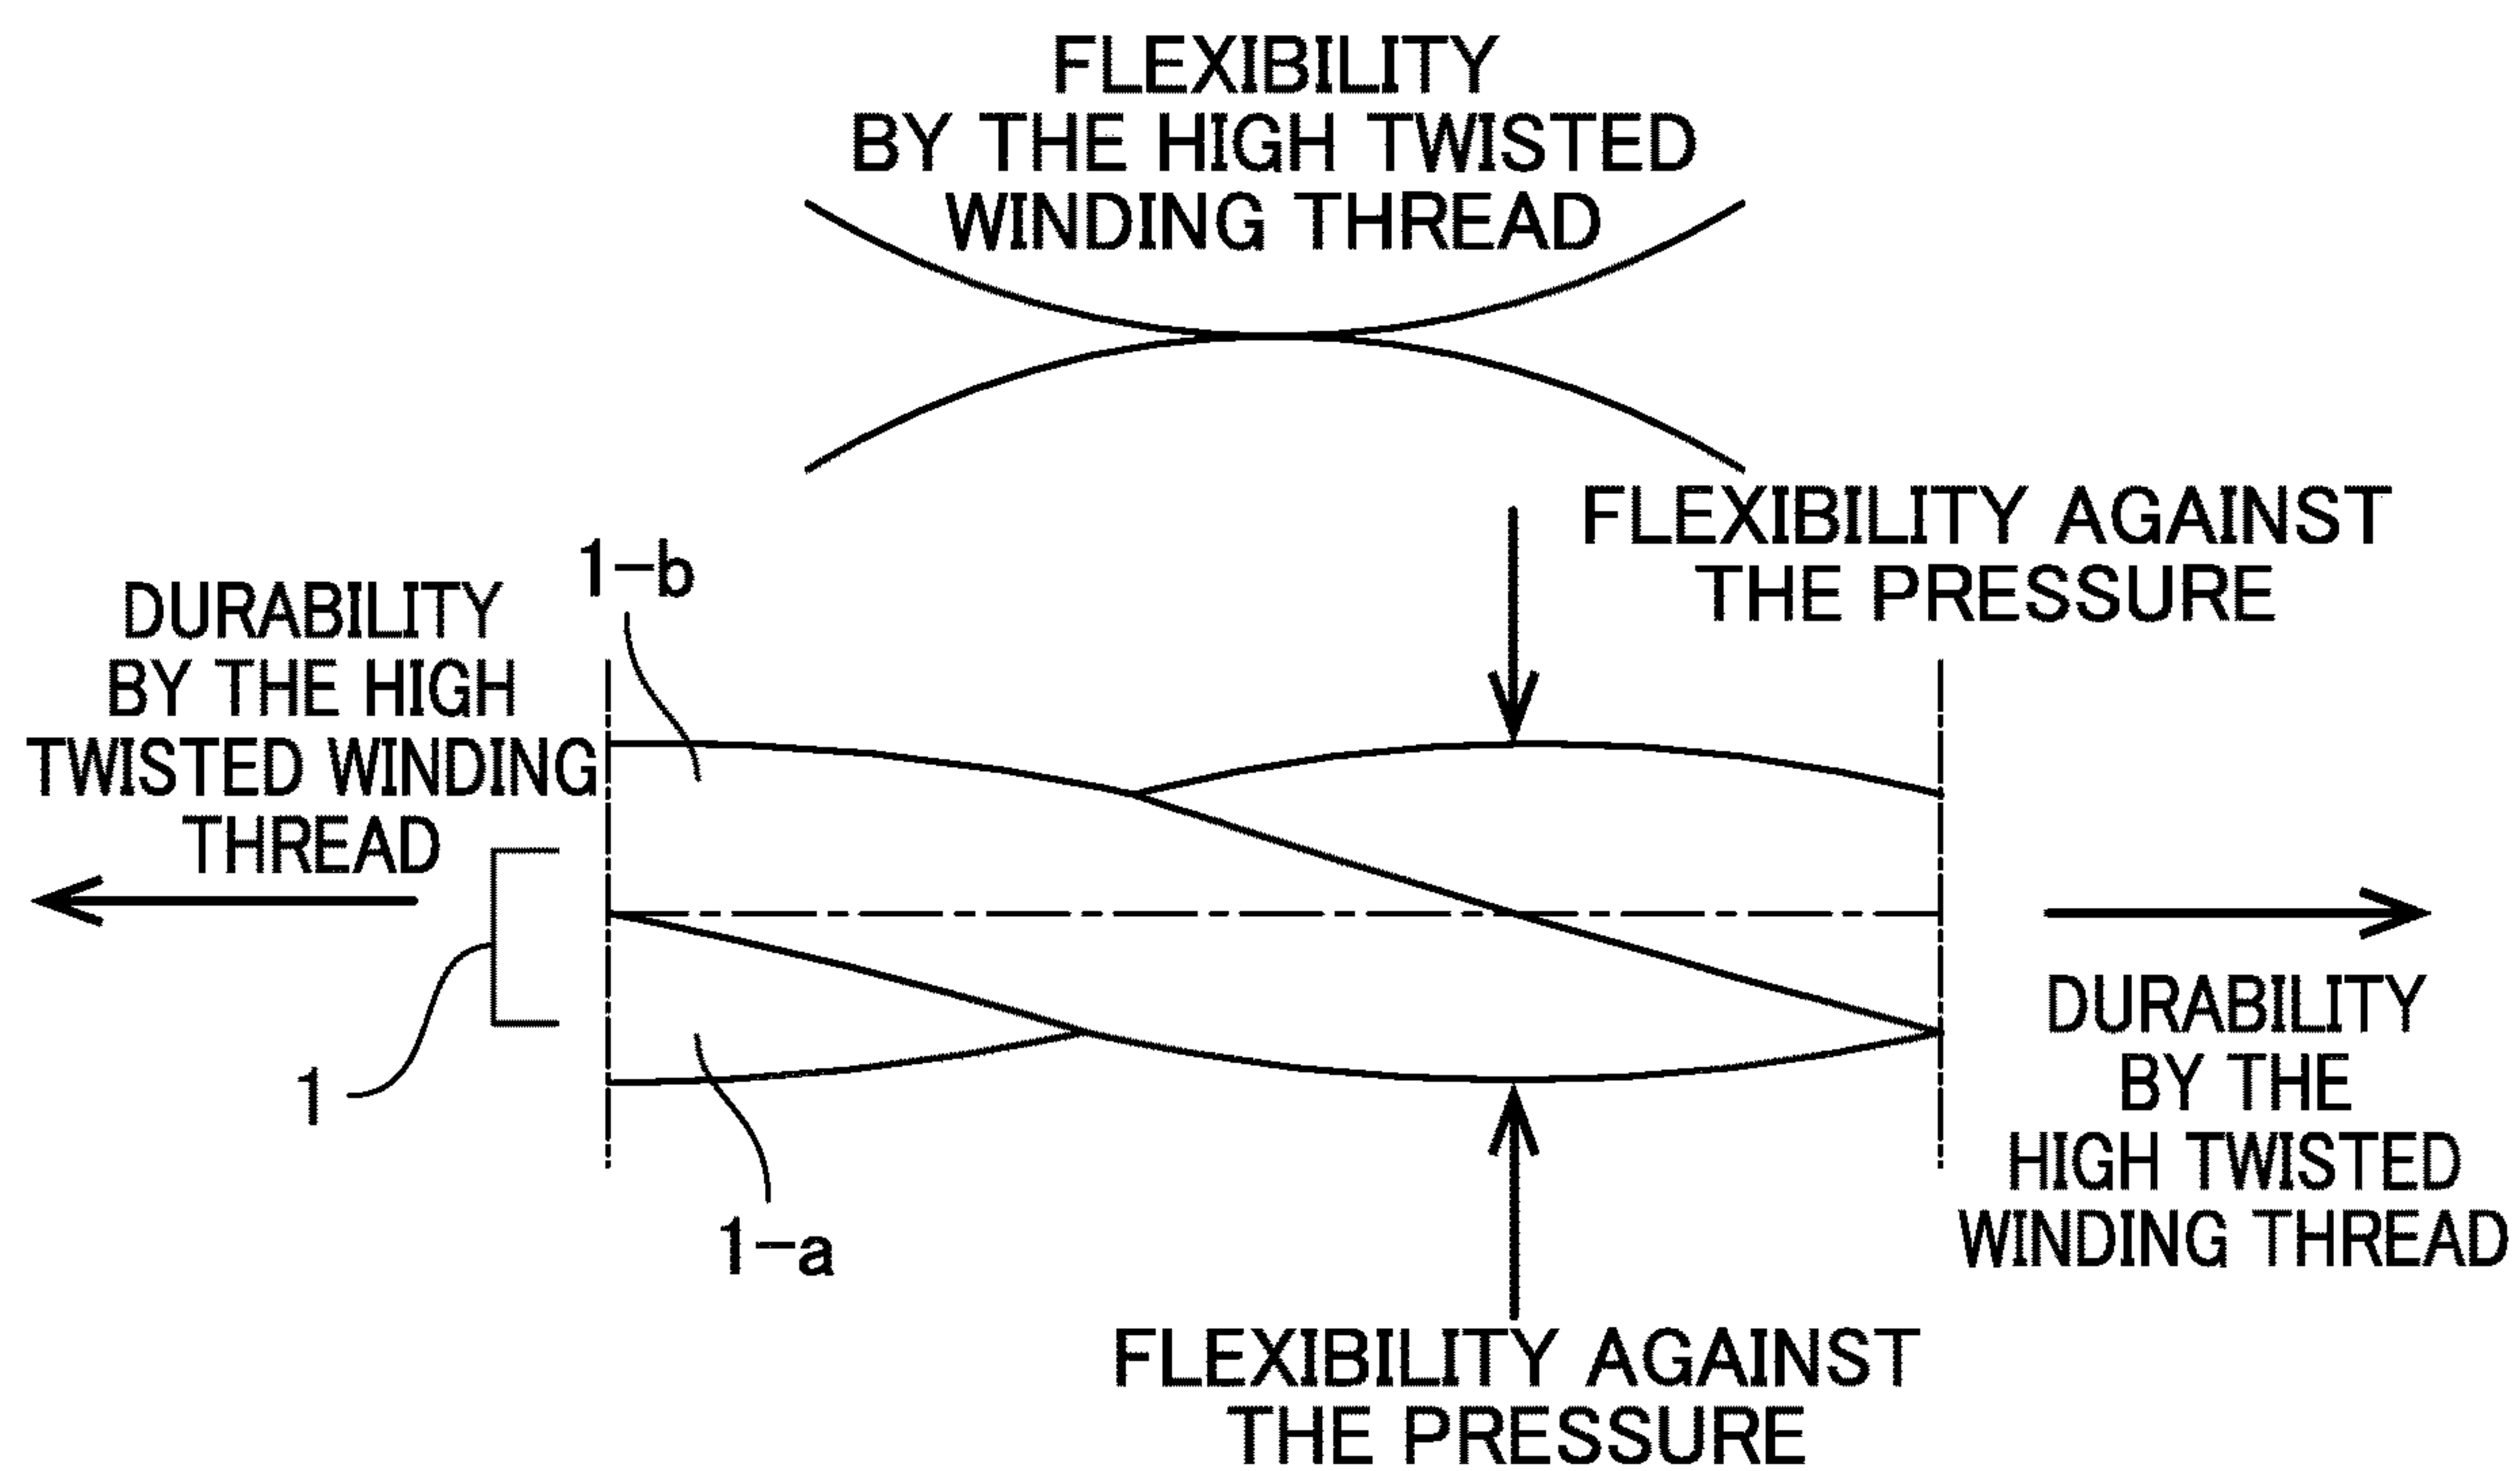 FLEXIBILITY
BY THE HIGH TWISTED
WINDING THREAD
FLEXIBILITY AGAINST
THE PRESSURE
1-b
DURABILITY
BY THE HIGH
TWISTED WINDING
THREAD
1
1-a
DURABILITY
BY THE
HIGH TWISTED
WINDING THREAD
FLEXIBILITY AGAINST
THE PRESSURE